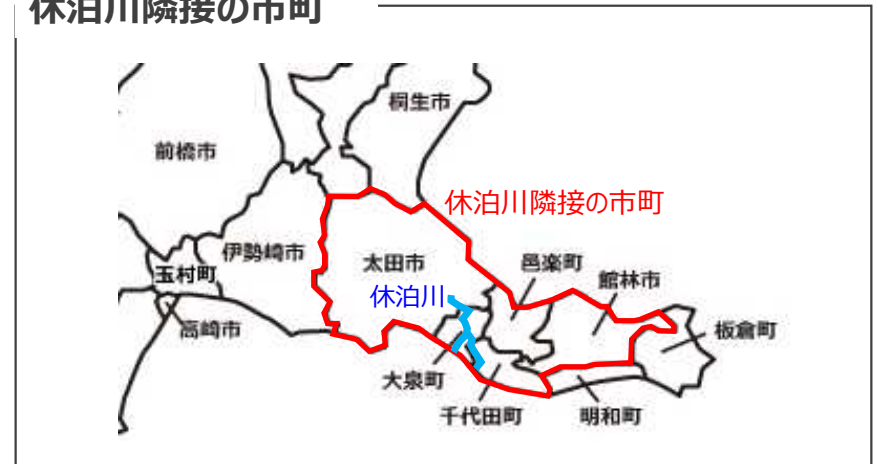 休泊川隣接の市町
桐生市
前橋市
休泊川隣接の市町
伊勢崎市
太田市
邑楽町
館林市
玉村町
休泊川
高崎市
板倉町
大泉町
千代田町
明和町